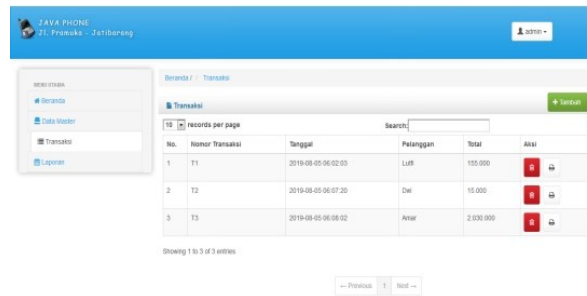 ZAVA PHONE
Jl. Pramuka - Jatibarang
admin
MENU UTAMA
Beranda
Data Master
Transaksi
Laporan
Beranda / / Transaksi
Transaksi
+ Tambah
10 records per page
Search:
No. Nomor Transaksi Tanggal Pelanggan Total Aksi
1 T1 2019-08-05 06:02:03 Lutfi 155.000
2 T2 2019-08-05 06:07:20 Dwi 15.000
3 T3 2019-08-05 06:08:02 Amar 2.030.000
Showing 1 to 3 of 3 entries
← Previous 1 Next →